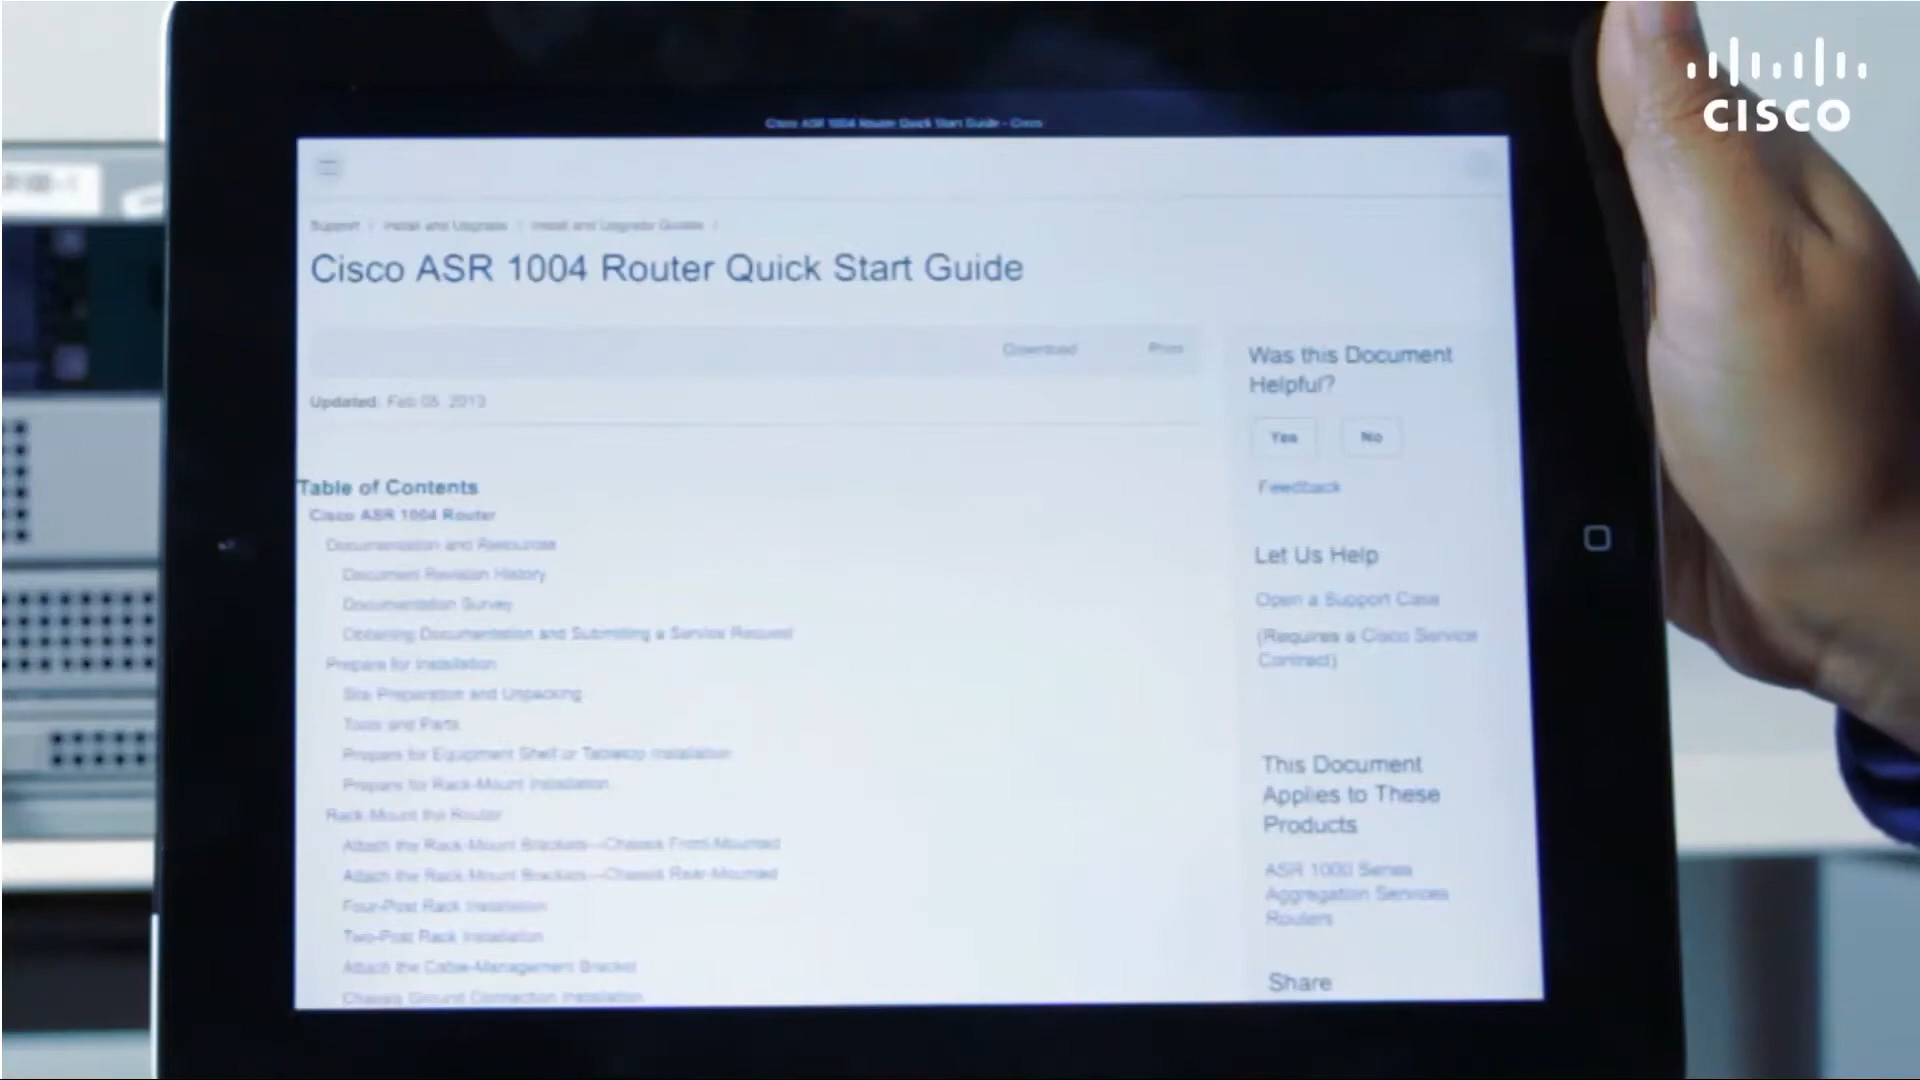 CISCO
Cisco ASR 1004 Router Quick Start Guide - Cisco
Support / Install and Upgrade / Install and Upgrade Guides /
Cisco ASR 1004 Router Quick Start Guide
Download Print
Updated: Feb 05, 2013
Table of Contents
Cisco ASR 1004 Router
Documentation and Resources
Document Revision History
Documentation Survey
Obtaining Documentation and Submitting a Service Request
Prepare for Installation
Site Preparation and Unpacking
Tools and Parts
Prepare for Equipment Shelf or Tabletop Installation
Prepare for Rack-Mount Installation
Rack-Mount the Router
Attach the Rack-Mount Brackets—Chassis Front-Mounted
Attach the Rack-Mount Brackets—Chassis Rear-Mounted
Four-Post Rack Installation
Two-Post Rack Installation
Attach the Cable-Management Bracket
Chassis Ground Connection Installation
Was this Document
Helpful?
Yes No
Feedback
Let Us Help
Open a Support Case
(Requires a Cisco Service
Contract)
This Document
Applies to These
Products
ASR 1000 Series
Aggregation Services
Routers
Share